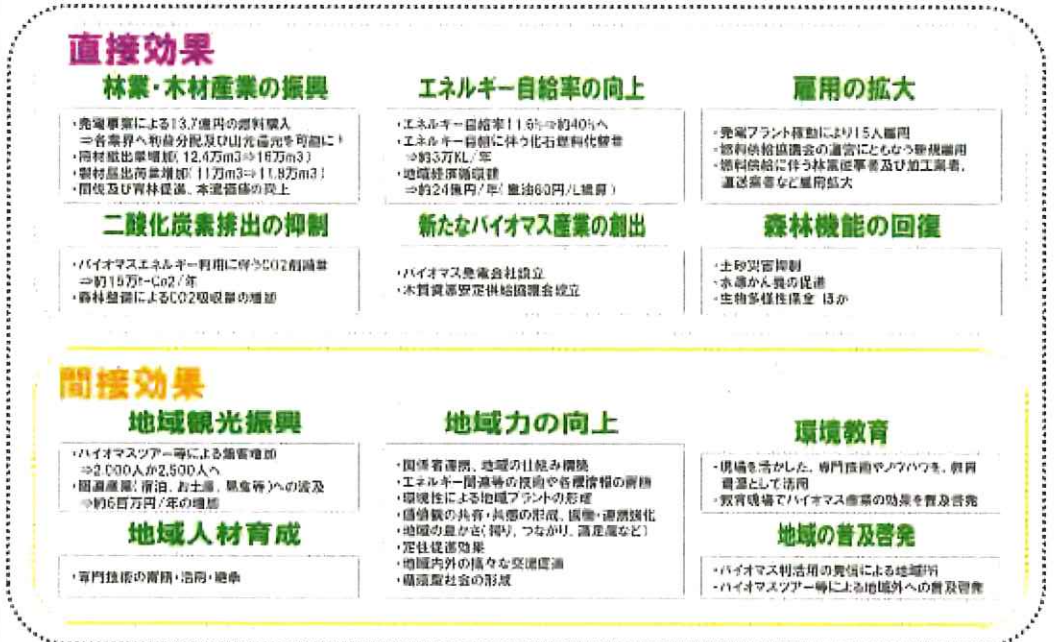 直接効果
林業・木材産業の振興
・発電事業による13.7億円の燃料購入
⇒各業界へ利益分配及び山元還元を可能に!
・用材搬出量増加(12.4万m3⇒16万m3)
・製材品出荷量増加(11万m3⇒11.8万m3)
・間伐及び育林促進、本進価値の向上
エネルギー自給率の向上
・エネルギー自給率11.6%⇒約40%へ
・エネルギー自給に伴う化石燃料代替量
⇒約3万KL/年
・地域経済循環額
⇒約24億円/年(重油80円/L換算)
雇用の拡大
・発電プラント稼動により15人雇用
・燃料供給協議会の運営にともなう新規雇用
・燃料供給に伴う林業従事者及び加工業者、
運送業者など雇用拡大
二酸化炭素排出の抑制
・バイオマスエネルギー利用に伴うCO2削減量
⇒約15万t-Co2/年
・森林整備によるCO2吸収量の増加
新たなバイオマス産業の創出
・バイオマス発電会社設立
・木質資源安定供給協議会設立
森林機能の回復
・土砂災害抑制
・水源かん養の促進
・生物多様性保全 ほか
間接効果
地域観光振興
・バイオマスツアー等による集客増加
⇒2,000人が2,500人へ
・関連産業(宿泊、お土産、昼食等)への波及
⇒約6百万円/年の増加
地域人材育成
・専門技術の蓄積・活用・継承
地域力の向上
・関係者連携、地域の仕組み構築
・エネルギー関連等の技術や各種情報の蓄積
・環境性による地域ブランドの形成
・価値観の共有・共感の形成、協働・連携強化
・地域の豊かさ(誇り、つながり、満足度など)
・定住促進効果
・地域内外の様々な交流促進
・循環型社会の形成
環境教育
・現場を活かした、専門技術やノウハウを、教育
資源として活用
・教育現場でバイオマス産業の効果を普及啓発
地域の普及啓発
・バイオマス利活用の発信による地域PR
・バイオマスツアー等による地域外への普及啓発